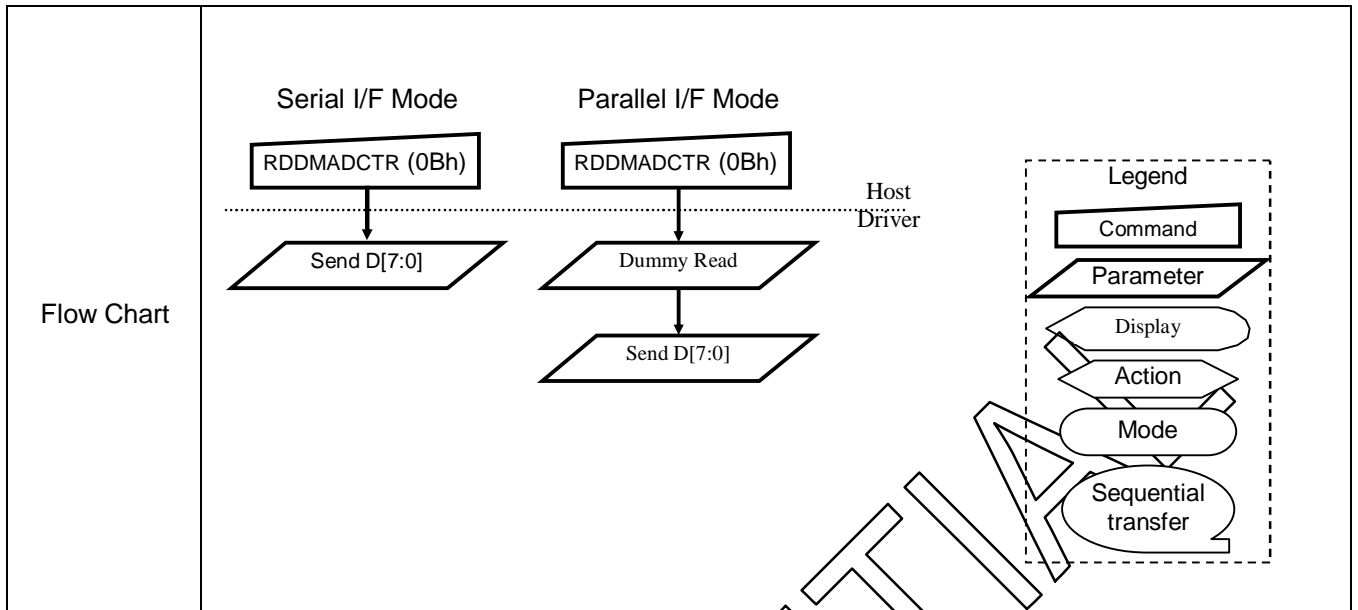 Flow Chart
Serial I/F Mode
Parallel I/F Mode
RDDMADCTR (0Bh)
RDDMADCTR (0Bh)
Host
Driver
Send D[7:0]
Dummy Read
Send D[7:0]
Legend
Command
Parameter
Display
Action
Mode
Sequential
transfer